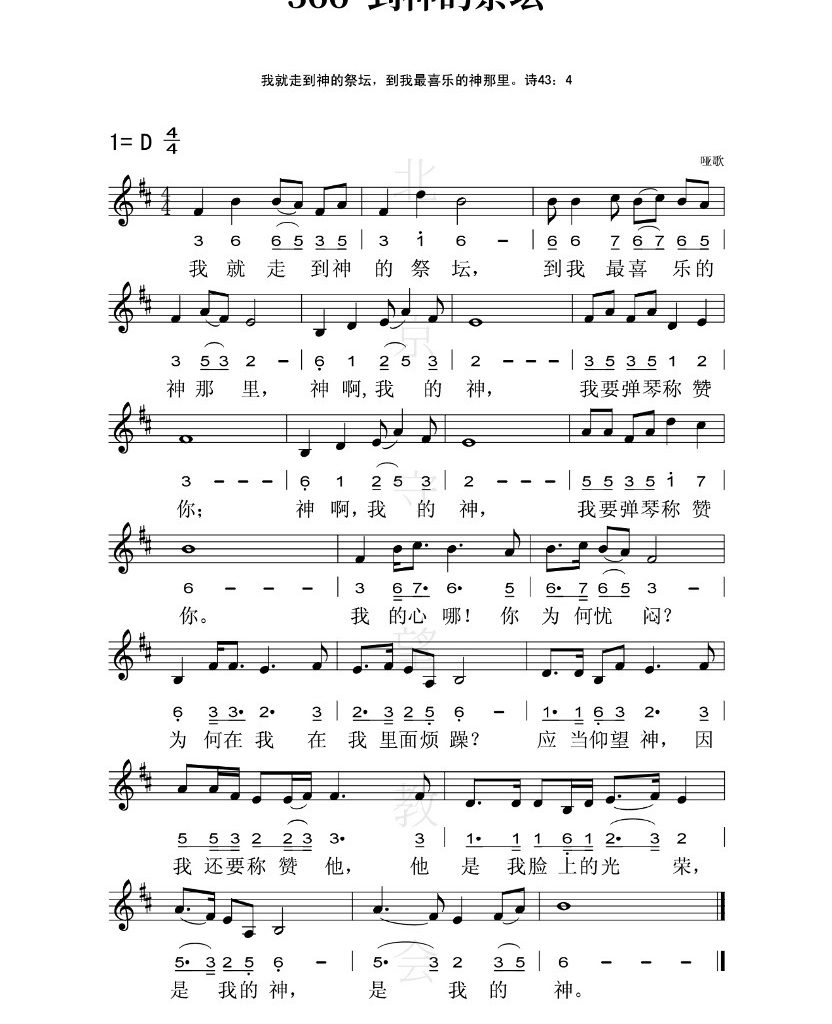 到神的祭坛
我就走到神的祭坛，到我最喜乐的神那里。诗43：4
1= D 4/4
哑歌
3 6 6 5 3 5 | 3 1 6 – | 6 6 7 6 7 6 5
我 就 走 到神 的 祭 坛， 到我 最喜 乐的
3 5 3 2 – | 6 1 2 5 3 | 2 – – – | 3 5 3 5 1 2
神 那 里， 神 啊,我 的 神， 我要弹琴称 赞
3 – – – | 6 1 2 5 3 | 2 – – – | 5 5 3 5 1 7
你； 神 啊，我 的 神， 我要弹琴称 赞
6 – – – | 3 6 7· 6· 5 | 6· 7 6 5 3 –
你。 我 的心 哪！你 为 何忧 闷？
6 3 3· 2· 3 | 2· 3 2 5 6 – | 1· 1 6 3 2· 3
为 何在 我 在 我 里面烦 躁？ 应 当仰望 神，因
5 5 3 2 2 3 3· 3 | 1· 1 1 6 1 2· 3 2
我 还要称 赞 他， 他 是 我脸 上的光 荣，
5· 3 2 5 6 – | 5· 3 2 3 5 | 6 – – –
是 我的 神， 是 我 的 神。
北京守望教会